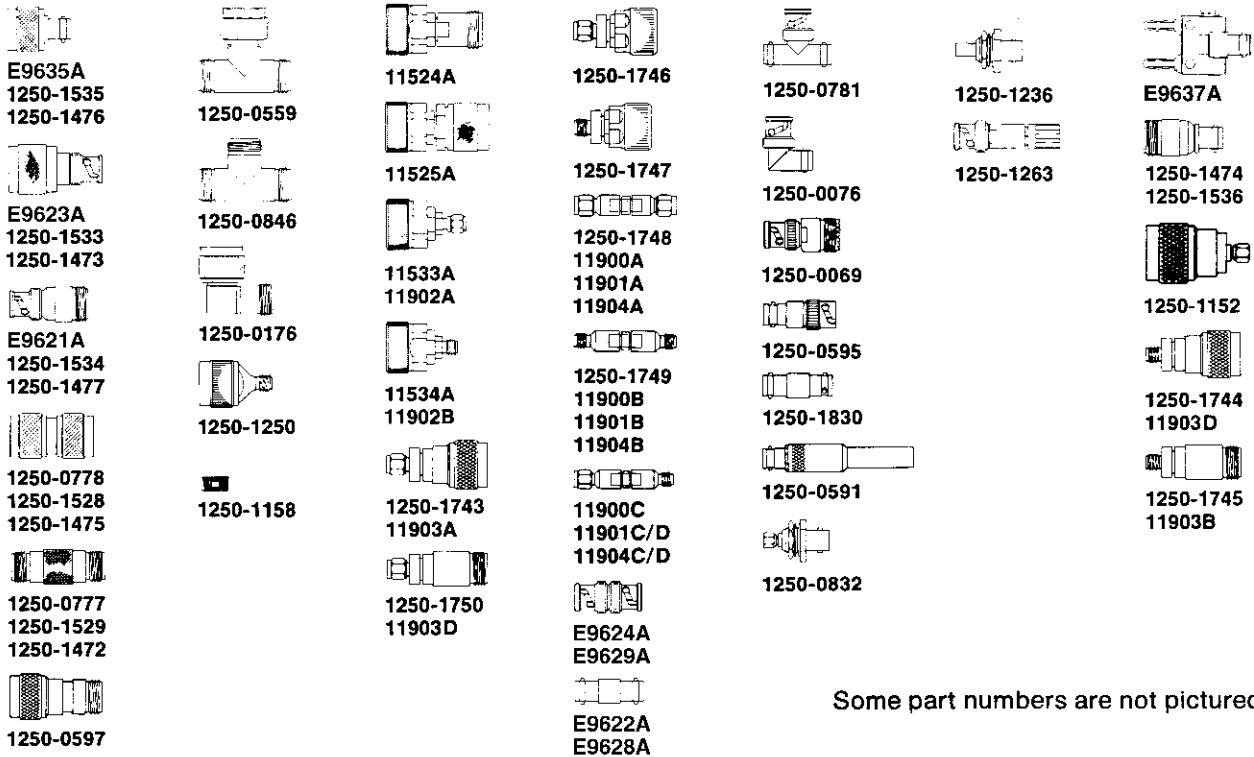 E9635A
1250-1535
1250-1476
E9623A
1250-1533
1250-1473
E9621A
1250-1534
1250-1477
1250-0778
1250-1528
1250-1475
1250-0777
1250-1529
1250-1472
1250-0597
1250-0559
1250-0846
1250-0176
1250-1250
1250-1158
11524A
11525A
11533A
11902A
11534A
11902B
1250-1743
11903A
1250-1750
11903D
1250-1746
1250-1747
1250-1748
11900A
11901A
11904A
1250-1749
11900B
11901B
11904B
11900C
11901C/D
11904C/D
E9624A
E9629A
E9622A
E9628A
1250-0781
1250-0076
1250-0069
1250-0595
1250-1830
1250-0591
1250-0832
1250-1236
1250-1263
E9637A
1250-1474
1250-1536
1250-1152
1250-1744
11903D
1250-1745
11903B
Some part numbers are not pictured